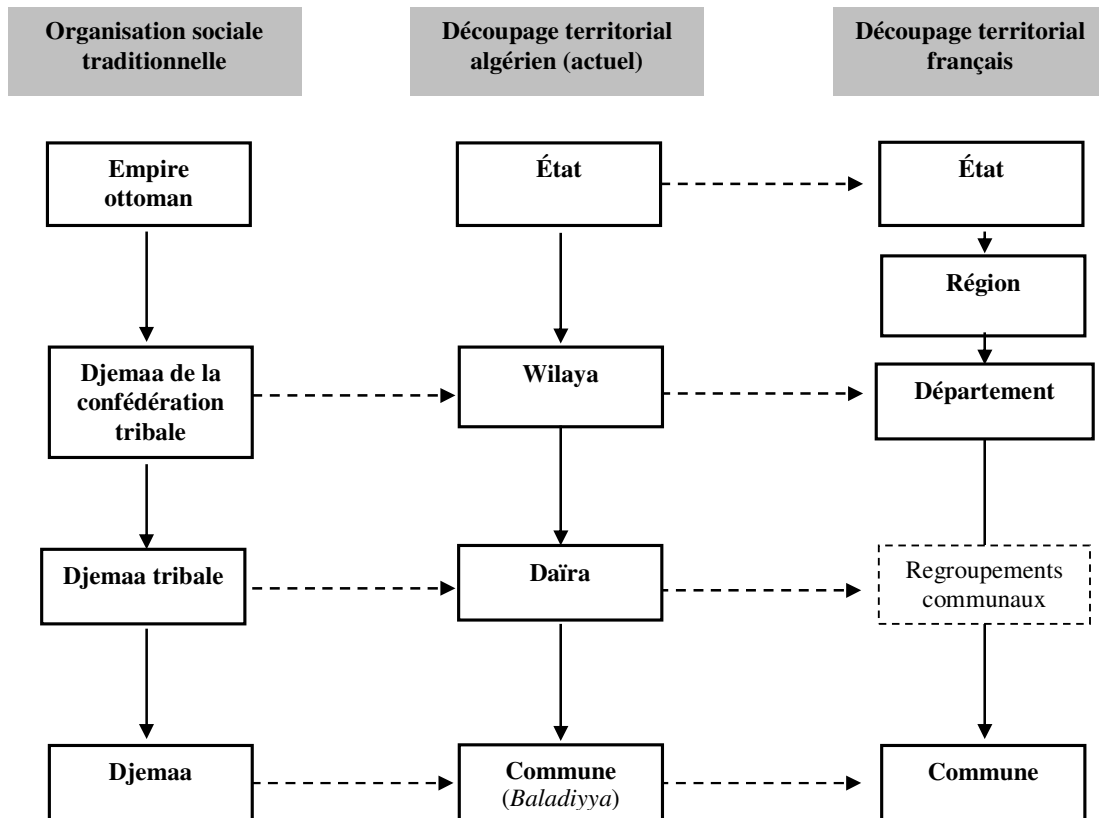 Organisation sociale
traditionnelle
Découpage territorial
algérien (actuel)
Découpage territorial
français
Empire
ottoman
État
État
Région
Djemaa de la
confédération
tribale
Wilaya
Département
Djemaa tribale
Daïra
Regroupements
communaux
Djemaa
Commune
(Baladiyya)
Commune